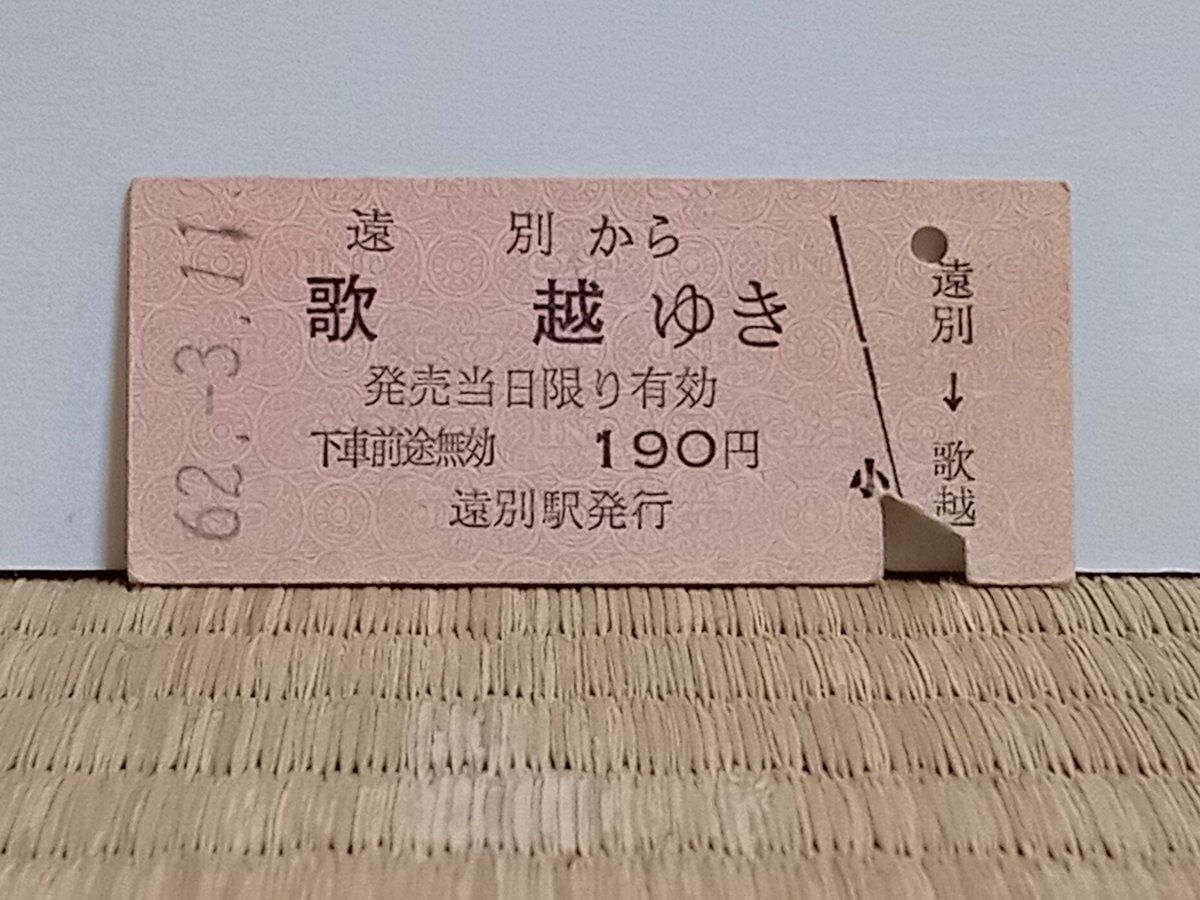 62.-3.11
遠別から
歌越ゆき
発売当日限り有効
下車前途無効 190円
遠別駅発行
小
遠別→歌越